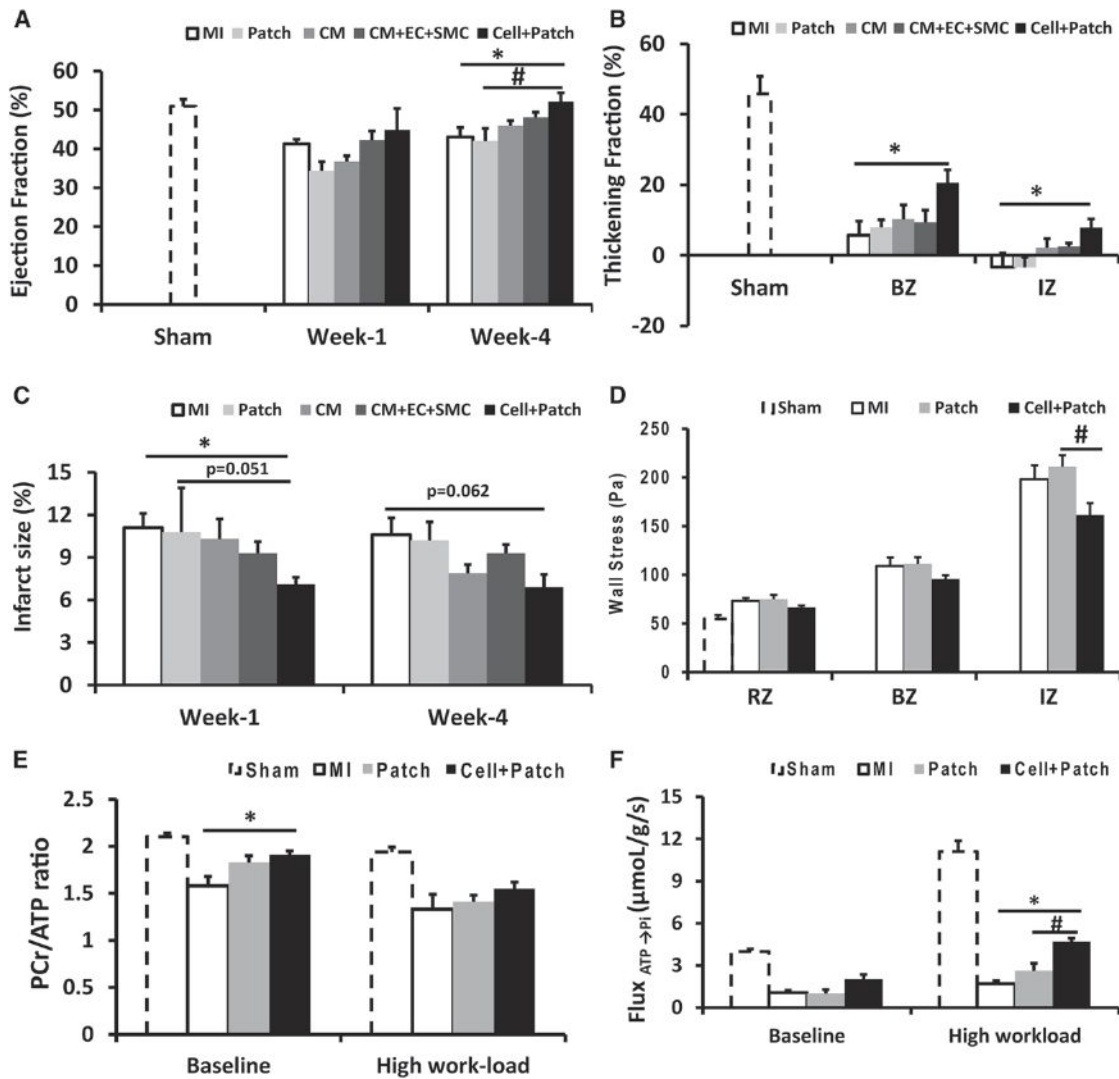 A
MI Patch CM CM+EC+SMC Cell+Patch
Ejection Fraction (%)
60
50
40
30
20
10
0
*
#
Sham Week-1 Week-4
B
MI Patch CM CM+EC+SMC Cell+Patch
Thickening Fraction (%)
60
40
20
0
-20
*
*
Sham BZ IZ
C
MI Patch CM CM+EC+SMC Cell+Patch
Infarct size (%)
15
12
9
6
3
0
*
p=0.051
p=0.062
Week-1 Week-4
D
Sham MI Patch Cell+Patch
Wall Stress (Pa)
250
200
150
100
50
0
#
RZ BZ IZ
E
Sham MI Patch Cell+Patch
PCr/ATP ratio
2.5
2
1.5
1
0.5
0
*
Baseline High work-load
F
Sham MI Patch Cell+Patch
Flux ATP →Pi (µmoL/g/s)
15
12
9
6
3
0
*
#
Baseline High workload